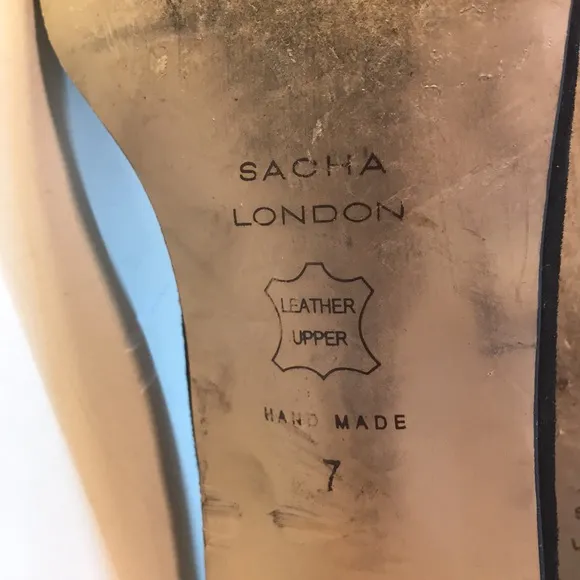 SACHA
LONDON
LEATHER
UPPER
HAND MADE
7